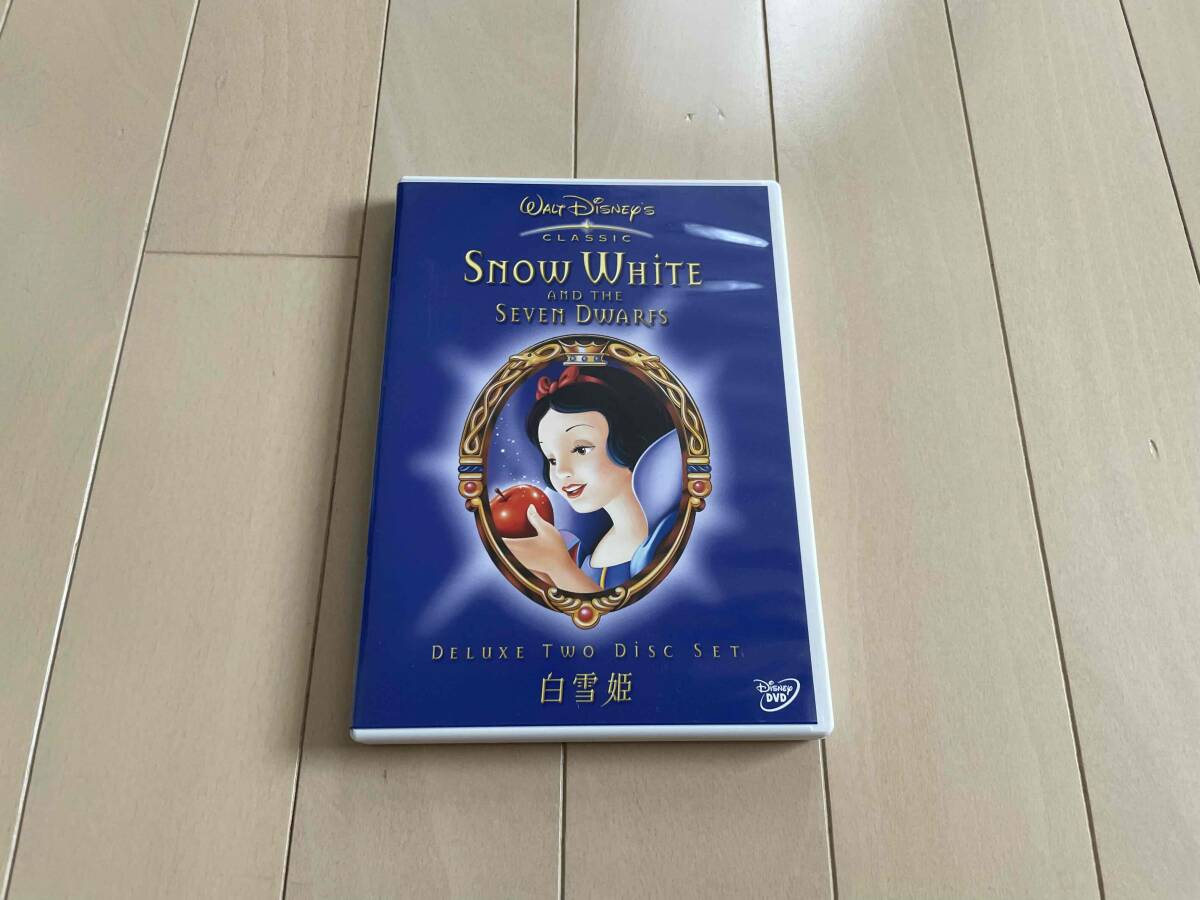 WALT DISNEY'S
CLASSIC
SNOW WHITE
AND THE
SEVEN DWARFS
DELUXE TWO DISC SET
白雪姫
DISNEY
DVD